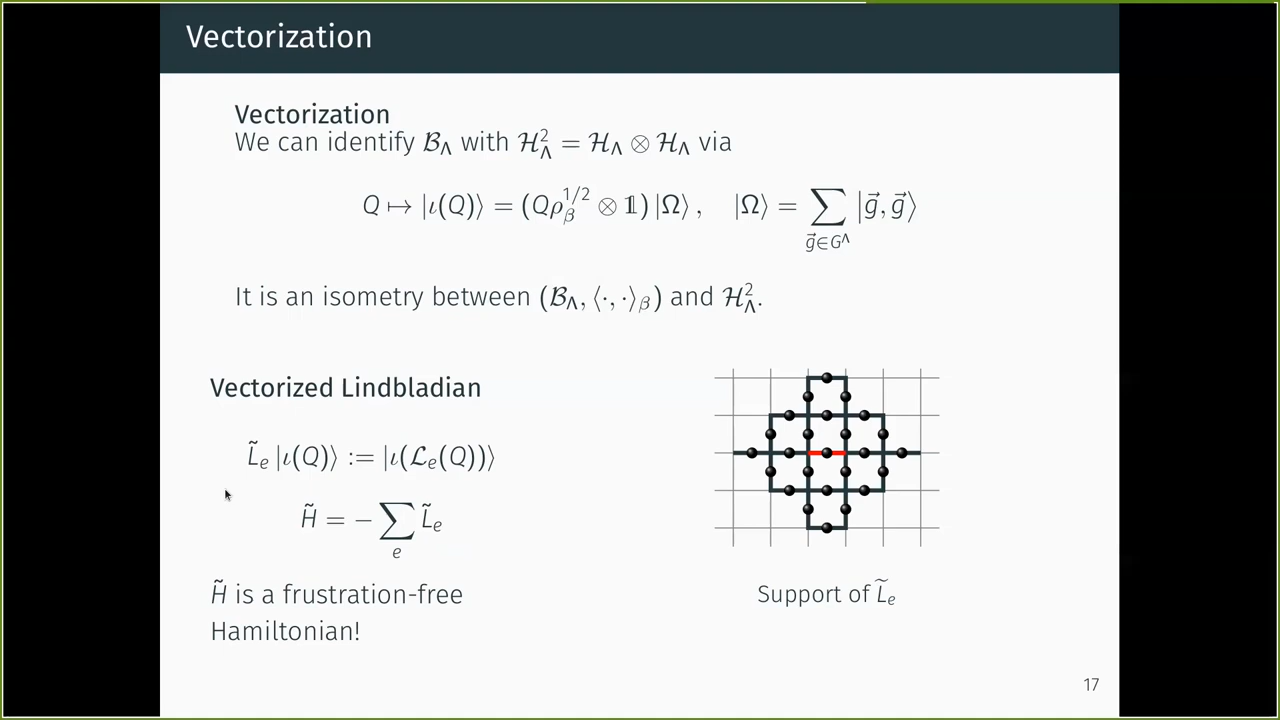 Vectorization
Vectorization
We can identify 𝓑_Λ with 𝓗²_Λ = 𝓗_Λ ⊗ 𝓗_Λ via
Q ↦ |ι(Q)⟩ = (Qρ_β^{1/2} ⊗ 𝟙) |Ω⟩ , |Ω⟩ = ∑_{g⃗∈G^Λ} |g⃗, g⃗⟩
It is an isometry between (𝓑_Λ, ⟨·, ·⟩_β) and 𝓗²_Λ.
Vectorized Lindbladian
L̃_e |ι(Q)⟩ := |ι(𝓛_e(Q))⟩
H̃ = − ∑_e L̃_e
H̃ is a frustration-free
Hamiltonian!
Support of L̃_e
17